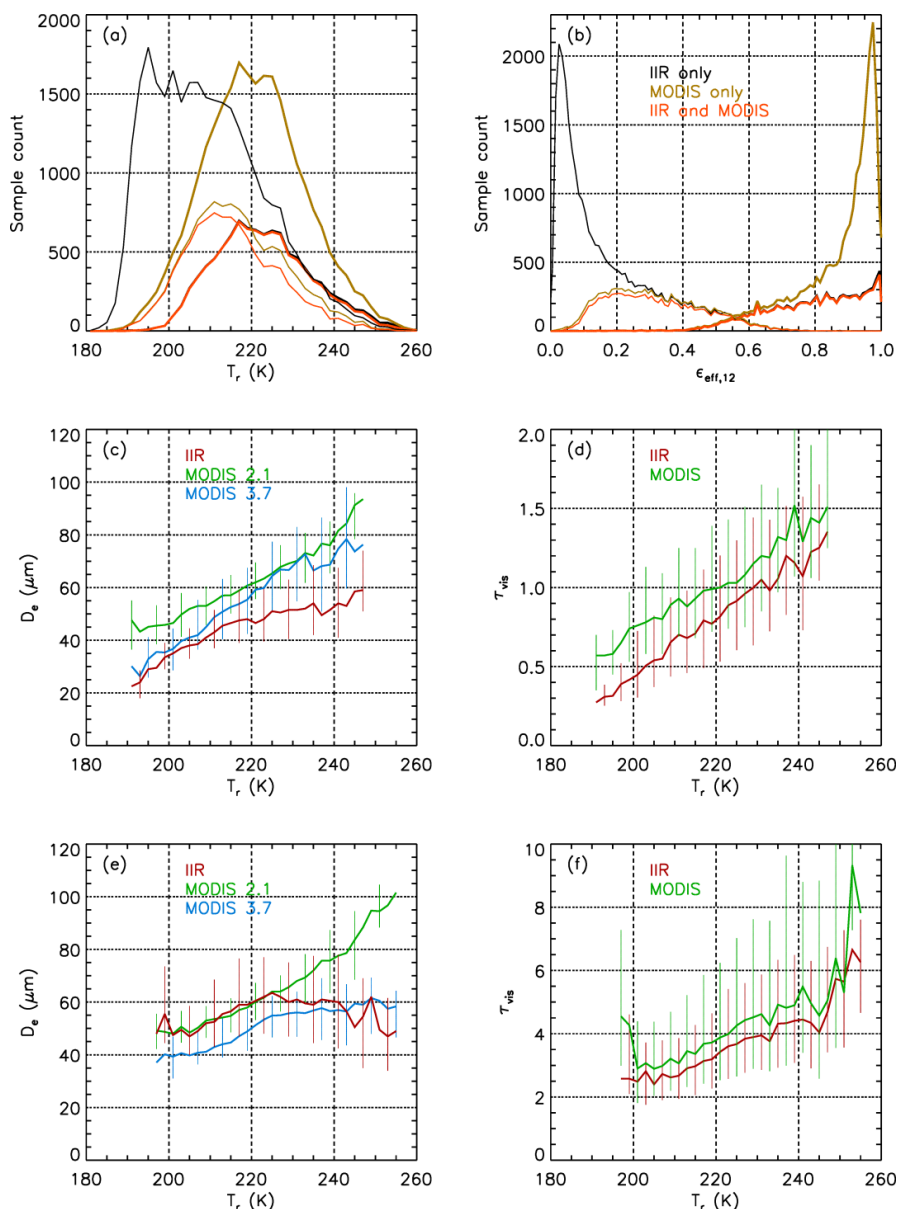 (a)
2000
1500
1000
500
0
Sample count
180 200 220 240 260
T_r (K)
(b)
IIR only
MODIS only
IIR and MODIS
2000
1500
1000
500
0
Sample count
0.0 0.2 0.4 0.6 0.8 1.0
ϵ_eff,12
(c)
IIR
MODIS 2.1
MODIS 3.7
120
100
80
60
40
20
0
D_e (μm)
180 200 220 240 260
T_r (K)
(d)
IIR
MODIS
2.0
1.5
1.0
0.5
0.0
τ_vis
180 200 220 240 260
T_r (K)
(e)
IIR
MODIS 2.1
MODIS 3.7
120
100
80
60
40
20
0
D_e (μm)
180 200 220 240 260
T_r (K)
(f)
IIR
MODIS
10
8
6
4
2
0
τ_vis
180 200 220 240 260
T_r (K)